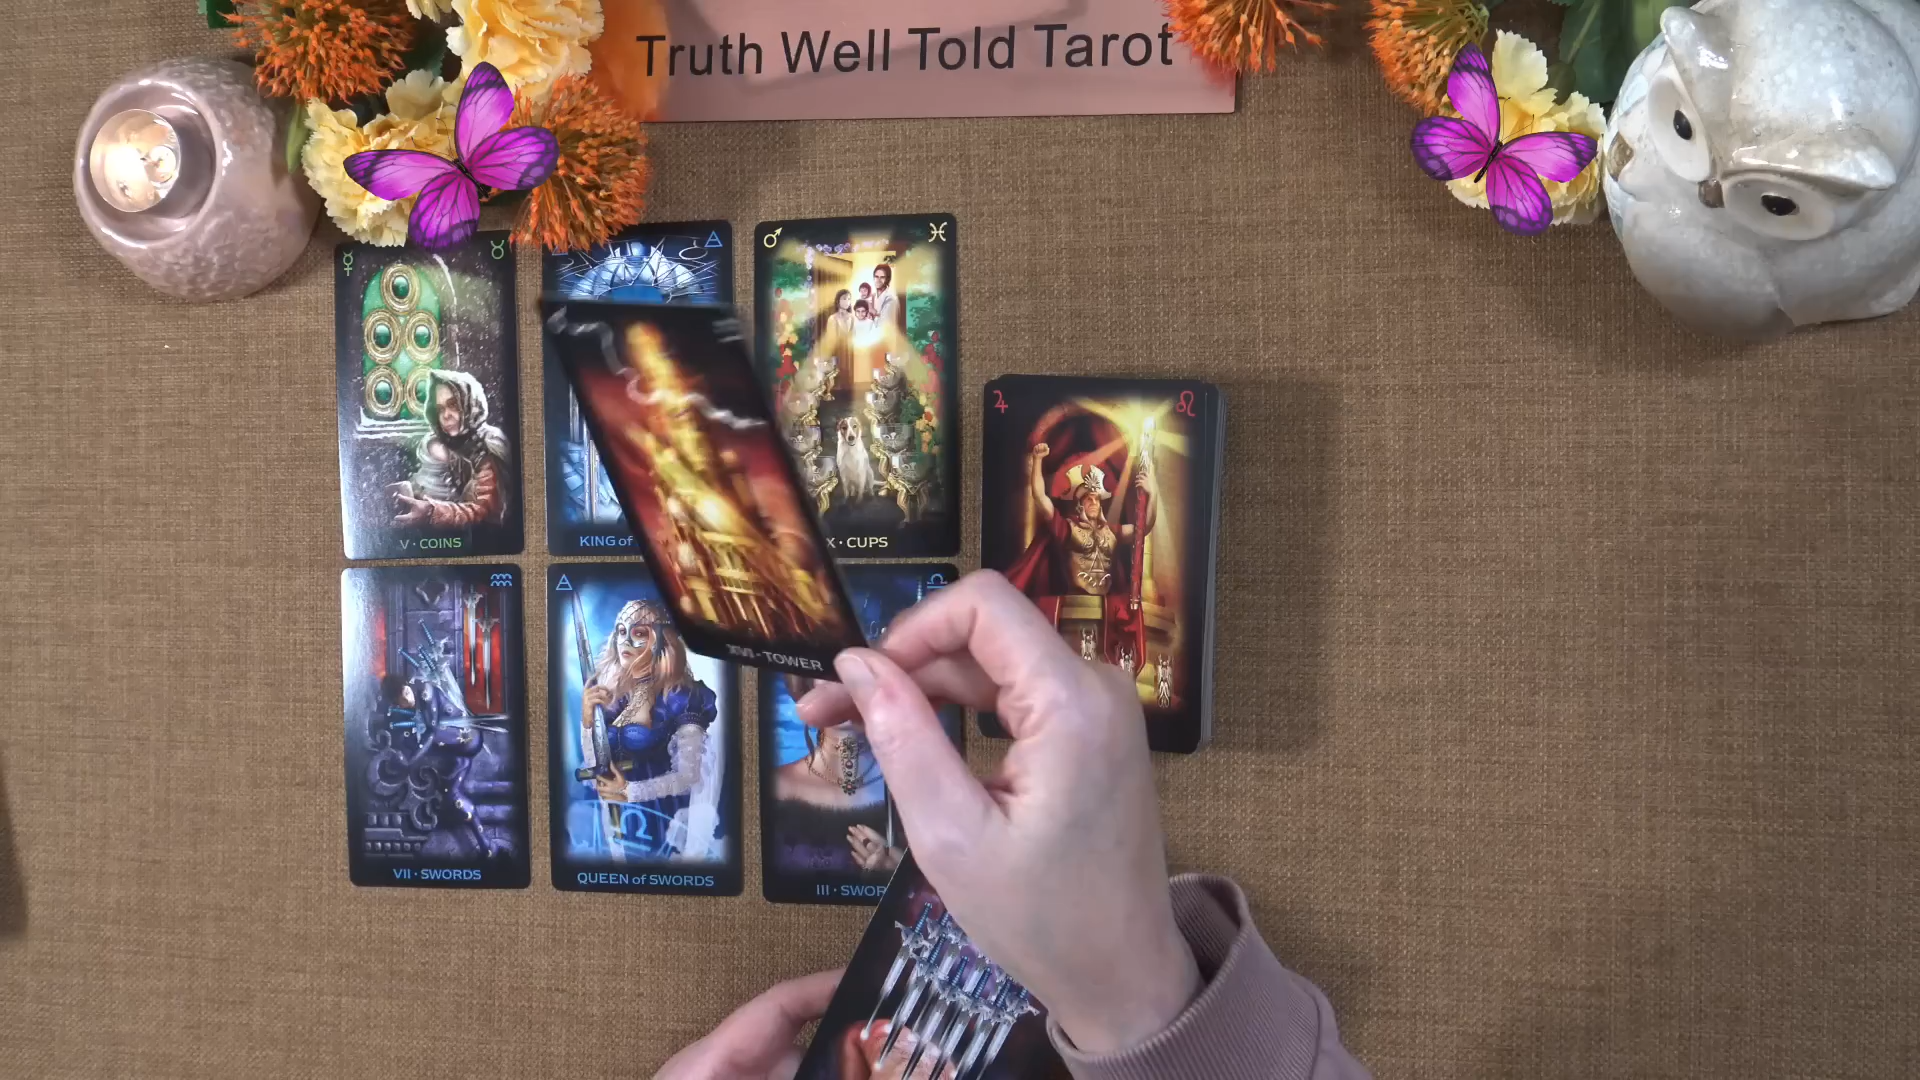 Truth Well Told Tarot
V • COINS
KING of
X • CUPS
XVI • TOWER
VII • SWORDS
QUEEN of SWORDS
III • SWOR